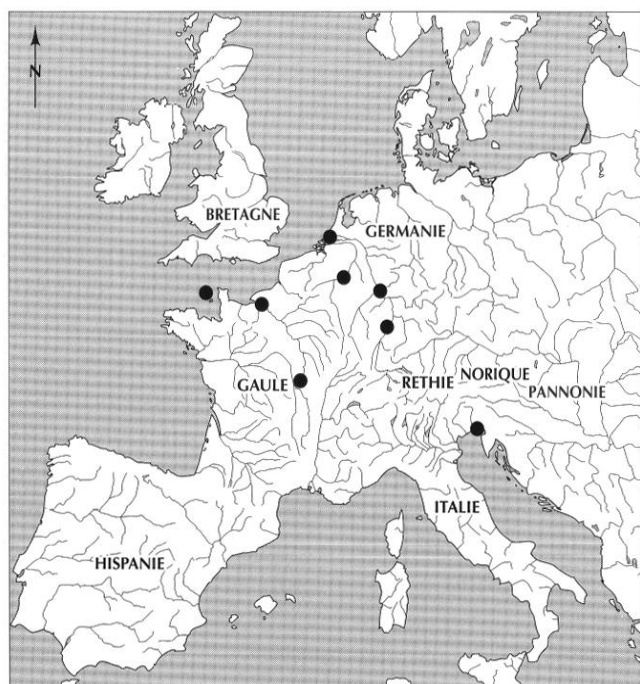 N
BRETAGNE
GERMANIE
GAULE
RETHIE
NORIQUE
PANNONIE
ITALIE
HISPANIE